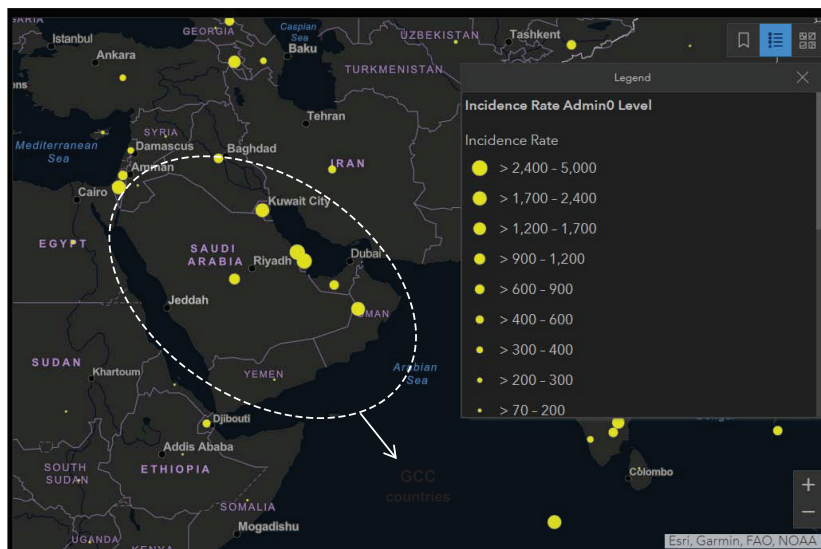 GEORGIA
Caspian
Sea
UZBEKISTAN
Tashkent
Istanbul
Ankara
Baku
TURKMENISTAN
Legend
Incidence Rate Admin0 Level
Incidence Rate
> 2,400 – 5,000
> 1,700 – 2,400
> 1,200 – 1,700
> 900 – 1,200
> 600 – 900
> 400 – 600
> 300 – 400
> 200 – 300
> 70 – 200
Tehran
SYRIA
Mediterranean
Sea
Damascus
Baghdad
Amman
IRAN
Cairo
Kuwait City
EGYPT
SAUDI
ARABIA
Riyadh
Dubai
Jeddah
OMAN
SUDAN
Arabian
Sea
Khartoum
YEMEN
Djibouti
Addis Ababa
ETHIOPIA
SOUTH
SUDAN
GCC
countries
Colombo
SOMALIA
Mogadishu
UGANDA
KENYA
+
−
Esri, Garmin, FAO, NOAA